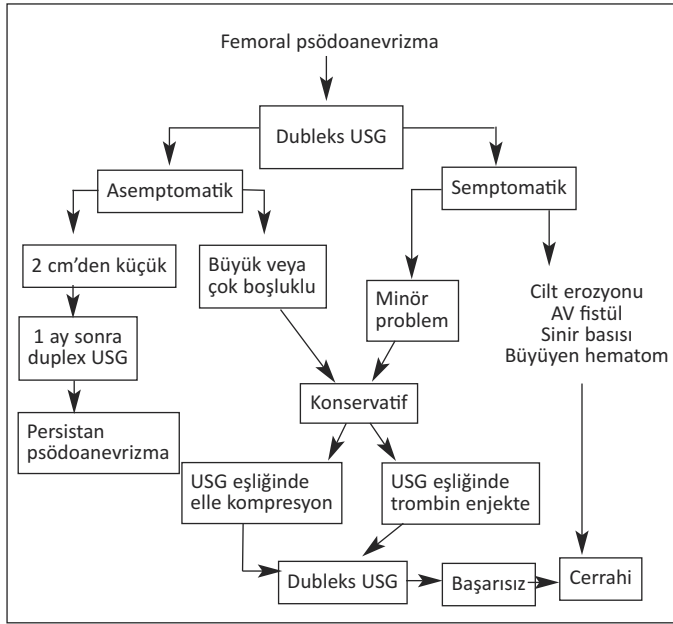 Femoral psödoanevrizma
Dubleks USG
Asemptomatik
Semptomatik
2 cm'den küçük
Büyük veya
çok boşluklu
Minör
problem
Cilt erozyonu
AV fistül
Sinir basısı
Büyüyen hematom
1 ay sonra
duplex USG
Konservatif
Persistan
psödoanevrizma
USG eşliğinde
elle kompresyon
USG eşliğinde
trombin enjekte
Dubleks USG
Başarısız
Cerrahi